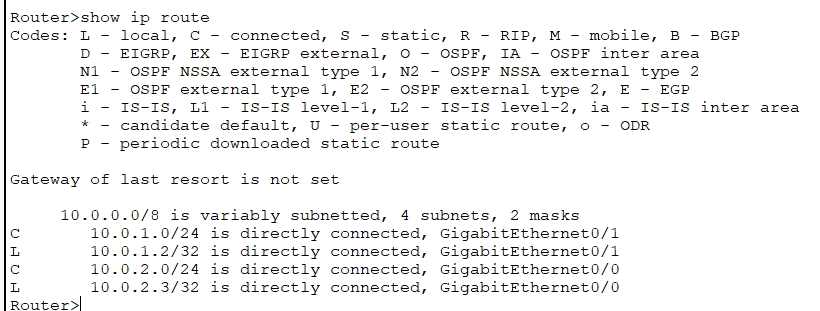 Router>show ip route
Codes: L - local, C - connected, S - static, R - RIP, M - mobile, B - BGP
D - EIGRP, EX - EIGRP external, O - OSPF, IA - OSPF inter area
N1 - OSPF NSSA external type 1, N2 - OSPF NSSA external type 2
E1 - OSPF external type 1, E2 - OSPF external type 2, E - EGP
i - IS-IS, L1 - IS-IS level-1, L2 - IS-IS level-2, ia - IS-IS inter area
* - candidate default, U - per-user static route, o - ODR
P - periodic downloaded static route
Gateway of last resort is not set
10.0.0.0/8 is variably subnetted, 4 subnets, 2 masks
C 10.0.1.0/24 is directly connected, GigabitEthernet0/1
L 10.0.1.2/32 is directly connected, GigabitEthernet0/1
C 10.0.2.0/24 is directly connected, GigabitEthernet0/0
L 10.0.2.3/32 is directly connected, GigabitEthernet0/0
Router>